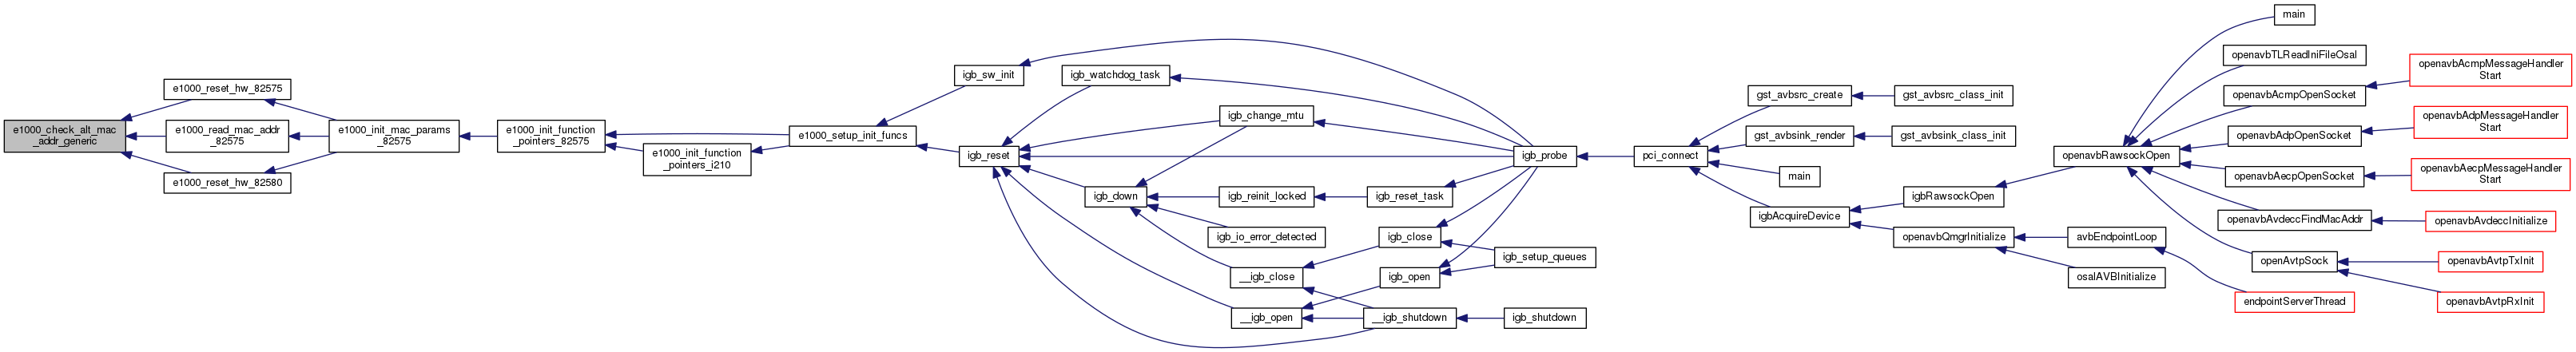 e1000_check_alt_mac
_addr_generic
e1000_reset_hw_82575
e1000_read_mac_addr
_82575
e1000_reset_hw_82580
e1000_init_mac_params
_82575
e1000_init_function
_pointers_82575
e1000_init_function
_pointers_i210
e1000_setup_init_funcs
igb_sw_init
igb_reset
igb_watchdog_task
igb_change_mtu
igb_down
igb_reinit_locked
igb_reset_task
igb_io_error_detected
__igb_close
igb_close
__igb_open
igb_open
igb_setup_queues
__igb_shutdown
igb_shutdown
igb_probe
pci_connect
gst_avbsrc_create
gst_avbsrc_class_init
gst_avbsink_render
gst_avbsink_class_init
main
igbAcquireDevice
igbRawsockOpen
openavbQmgrInitialize
avbEndpointLoop
osalAVBInitialize
endpointServerThread
openavbRawsockOpen
main
openavbTLReadIniFileOsal
openavbAcmpOpenSocket
openavbAcmpMessageHandler
Start
openavbAdpOpenSocket
openavbAdpMessageHandler
Start
openavbAecpOpenSocket
openavbAecpMessageHandler
Start
openavbAvdeccFindMacAddr
openavbAvdeccInitialize
openAvtpSock
openavbAvtpTxInit
openavbAvtpRxInit